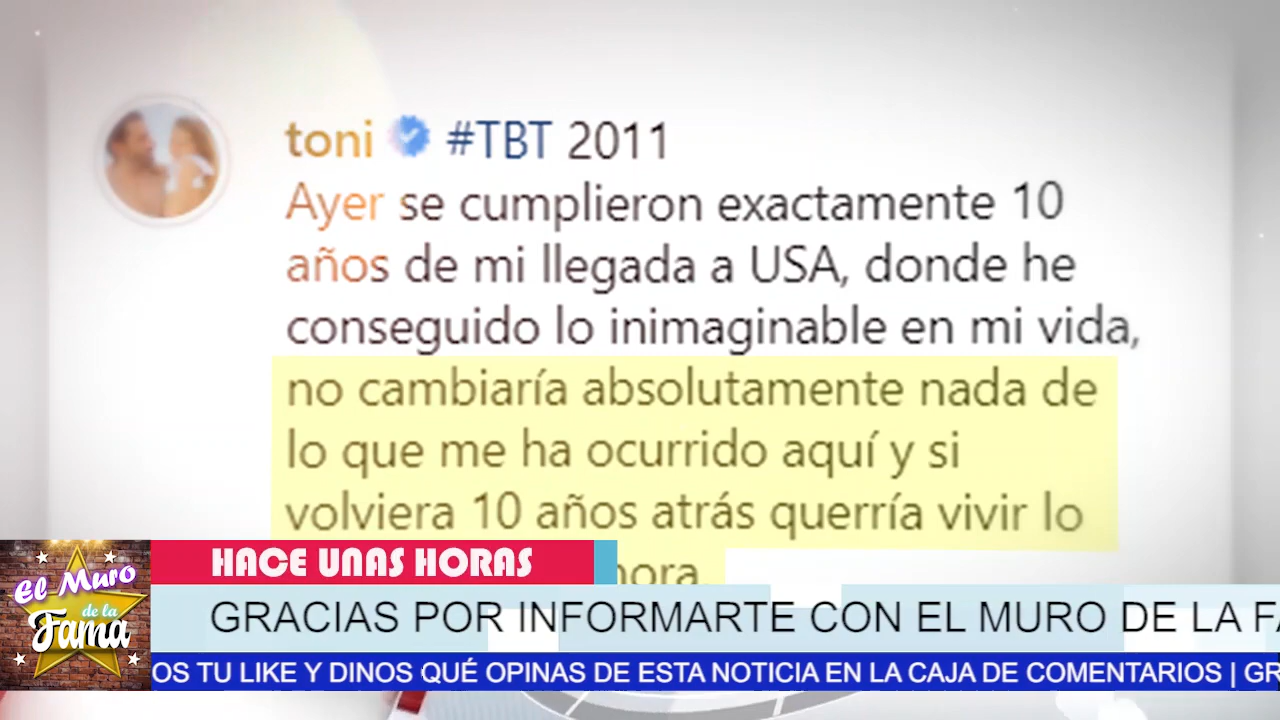 toni #TBT 2011
Ayer se cumplieron exactamente 10
años de mi llegada a USA, donde he
conseguido lo inimaginable en mi vida,
no cambiaría absolutamente nada de
lo que me ha ocurrido aquí y si
volviera 10 años atrás querría vivir lo
hora.
HACE UNAS HORAS
El Muro
de la
Fama
GRACIAS POR INFORMARTE CON EL MURO DE LA FA
OS TU LIKE Y DINOS QUÉ OPINAS DE ESTA NOTICIA EN LA CAJA DE COMENTARIOS | GR